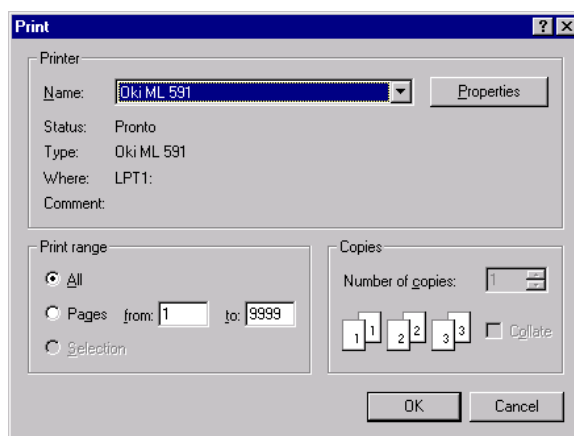 Print
Printer
Name: Oki ML 591 Properties
Status: Pronto
Type: Oki ML 591
Where: LPT1:
Comment:
Print range
All
Pages from: 1 to: 9999
Selection
Copies
Number of copies: 1
1 1 2 2 3 3 Collate
OK Cancel